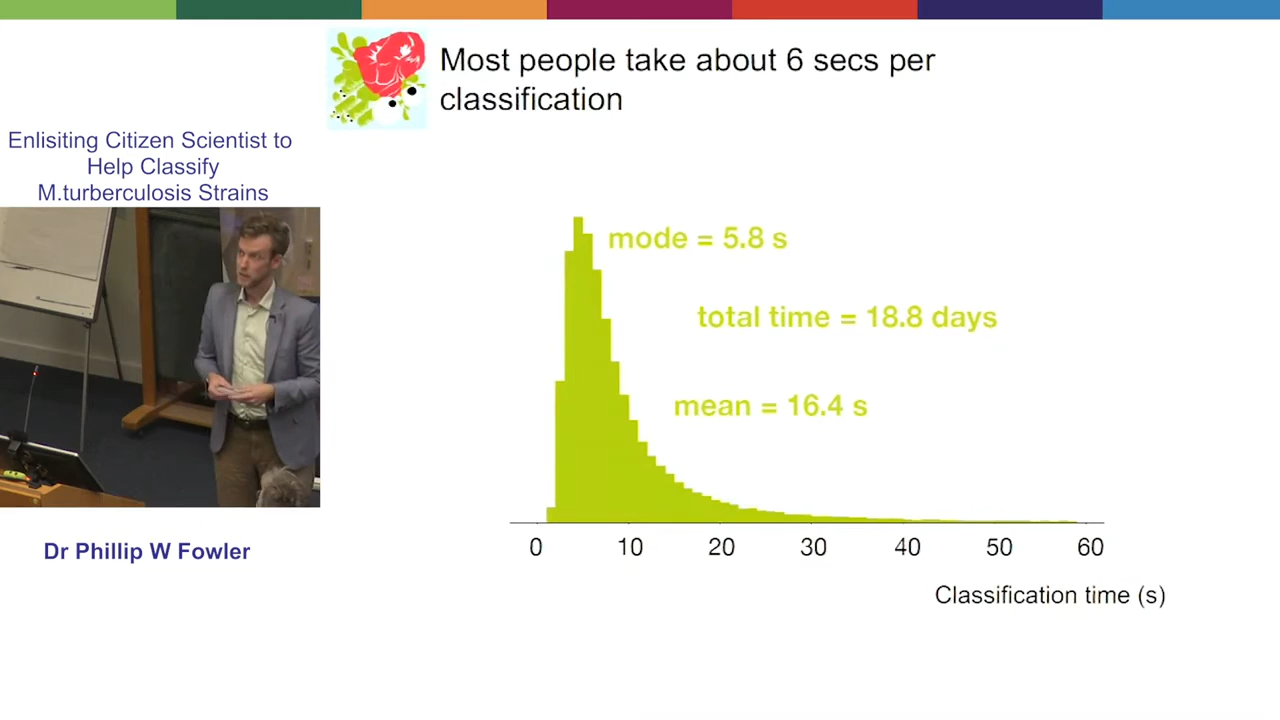 Most people take about 6 secs per
classification
Enlisiting Citizen Scientist to
Help Classify
M.turberculosis Strains
mode = 5.8 s
total time = 18.8 days
mean = 16.4 s
0 10 20 30 40 50 60
Classification time (s)
Dr Phillip W Fowler